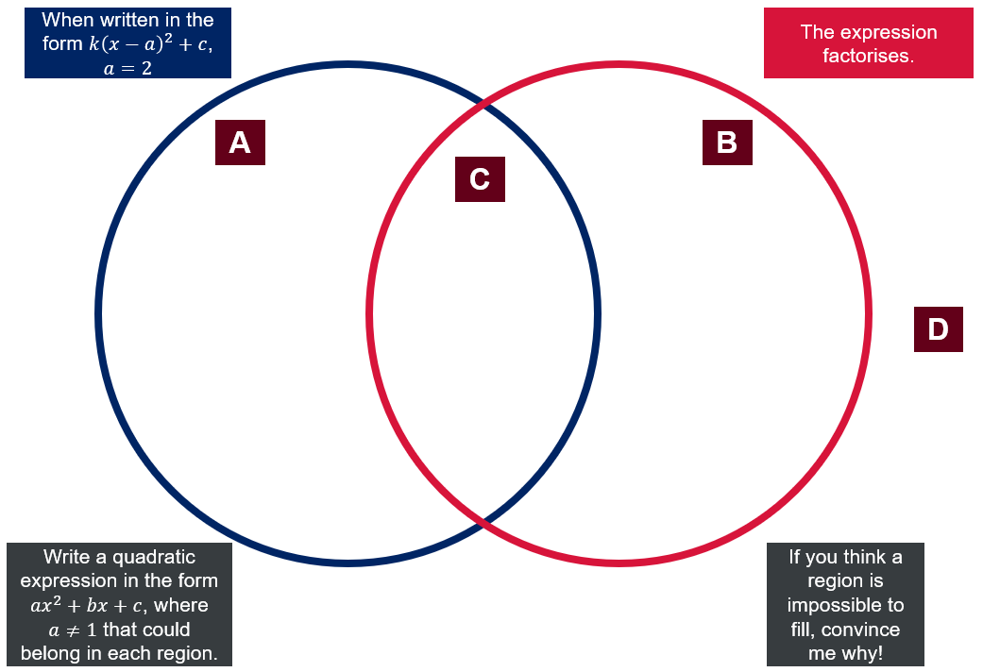 When written in the
form k(x − a)² + c,
a = 2
The expression
factorises.
A
B
C
D
Write a quadratic
expression in the form
ax² + bx + c, where
a ≠ 1 that could
belong in each region.
If you think a
region is
impossible to
fill, convince
me why!